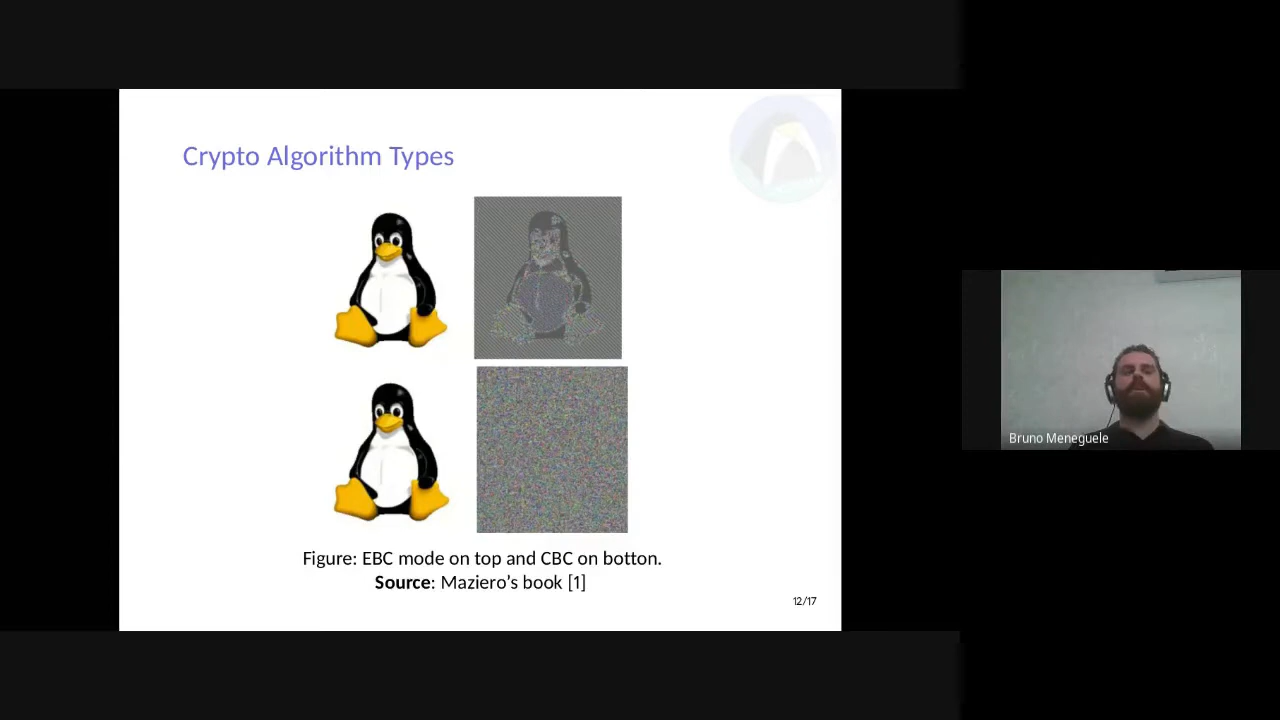 Crypto Algorithm Types
Figure: EBC mode on top and CBC on botton.
Source: Maziero's book [1]
12/17
Bruno Meneguele